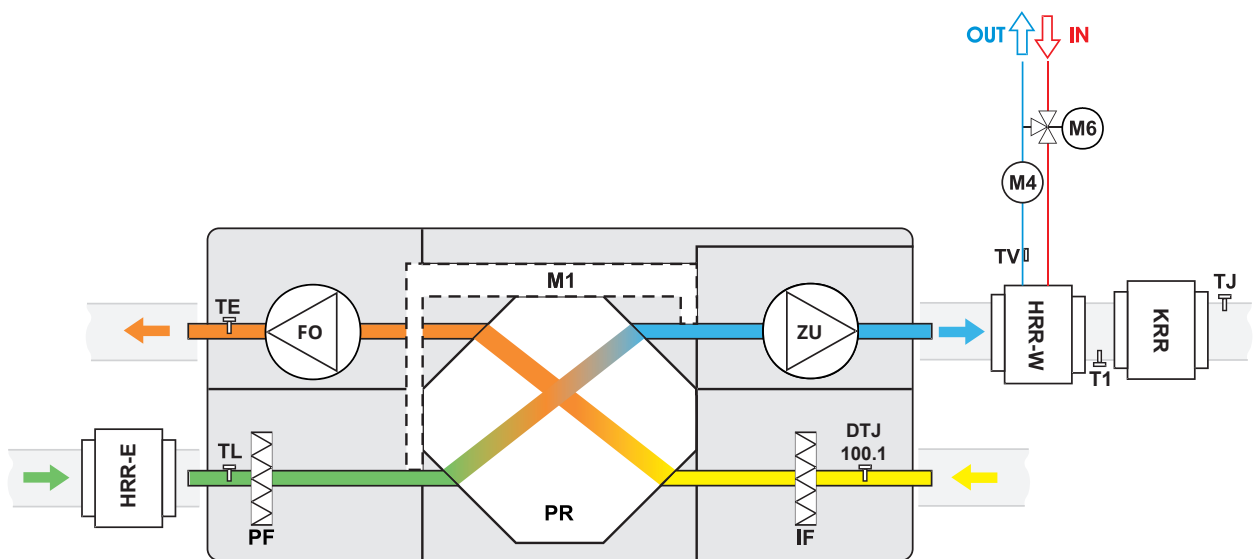 OUT IN
M6
M4
TV
TJ
M1
TE
FO
ZU
HRR-W
KRR
T1
HRR-E
TL
DTJ
100.1
PF
PR
IF